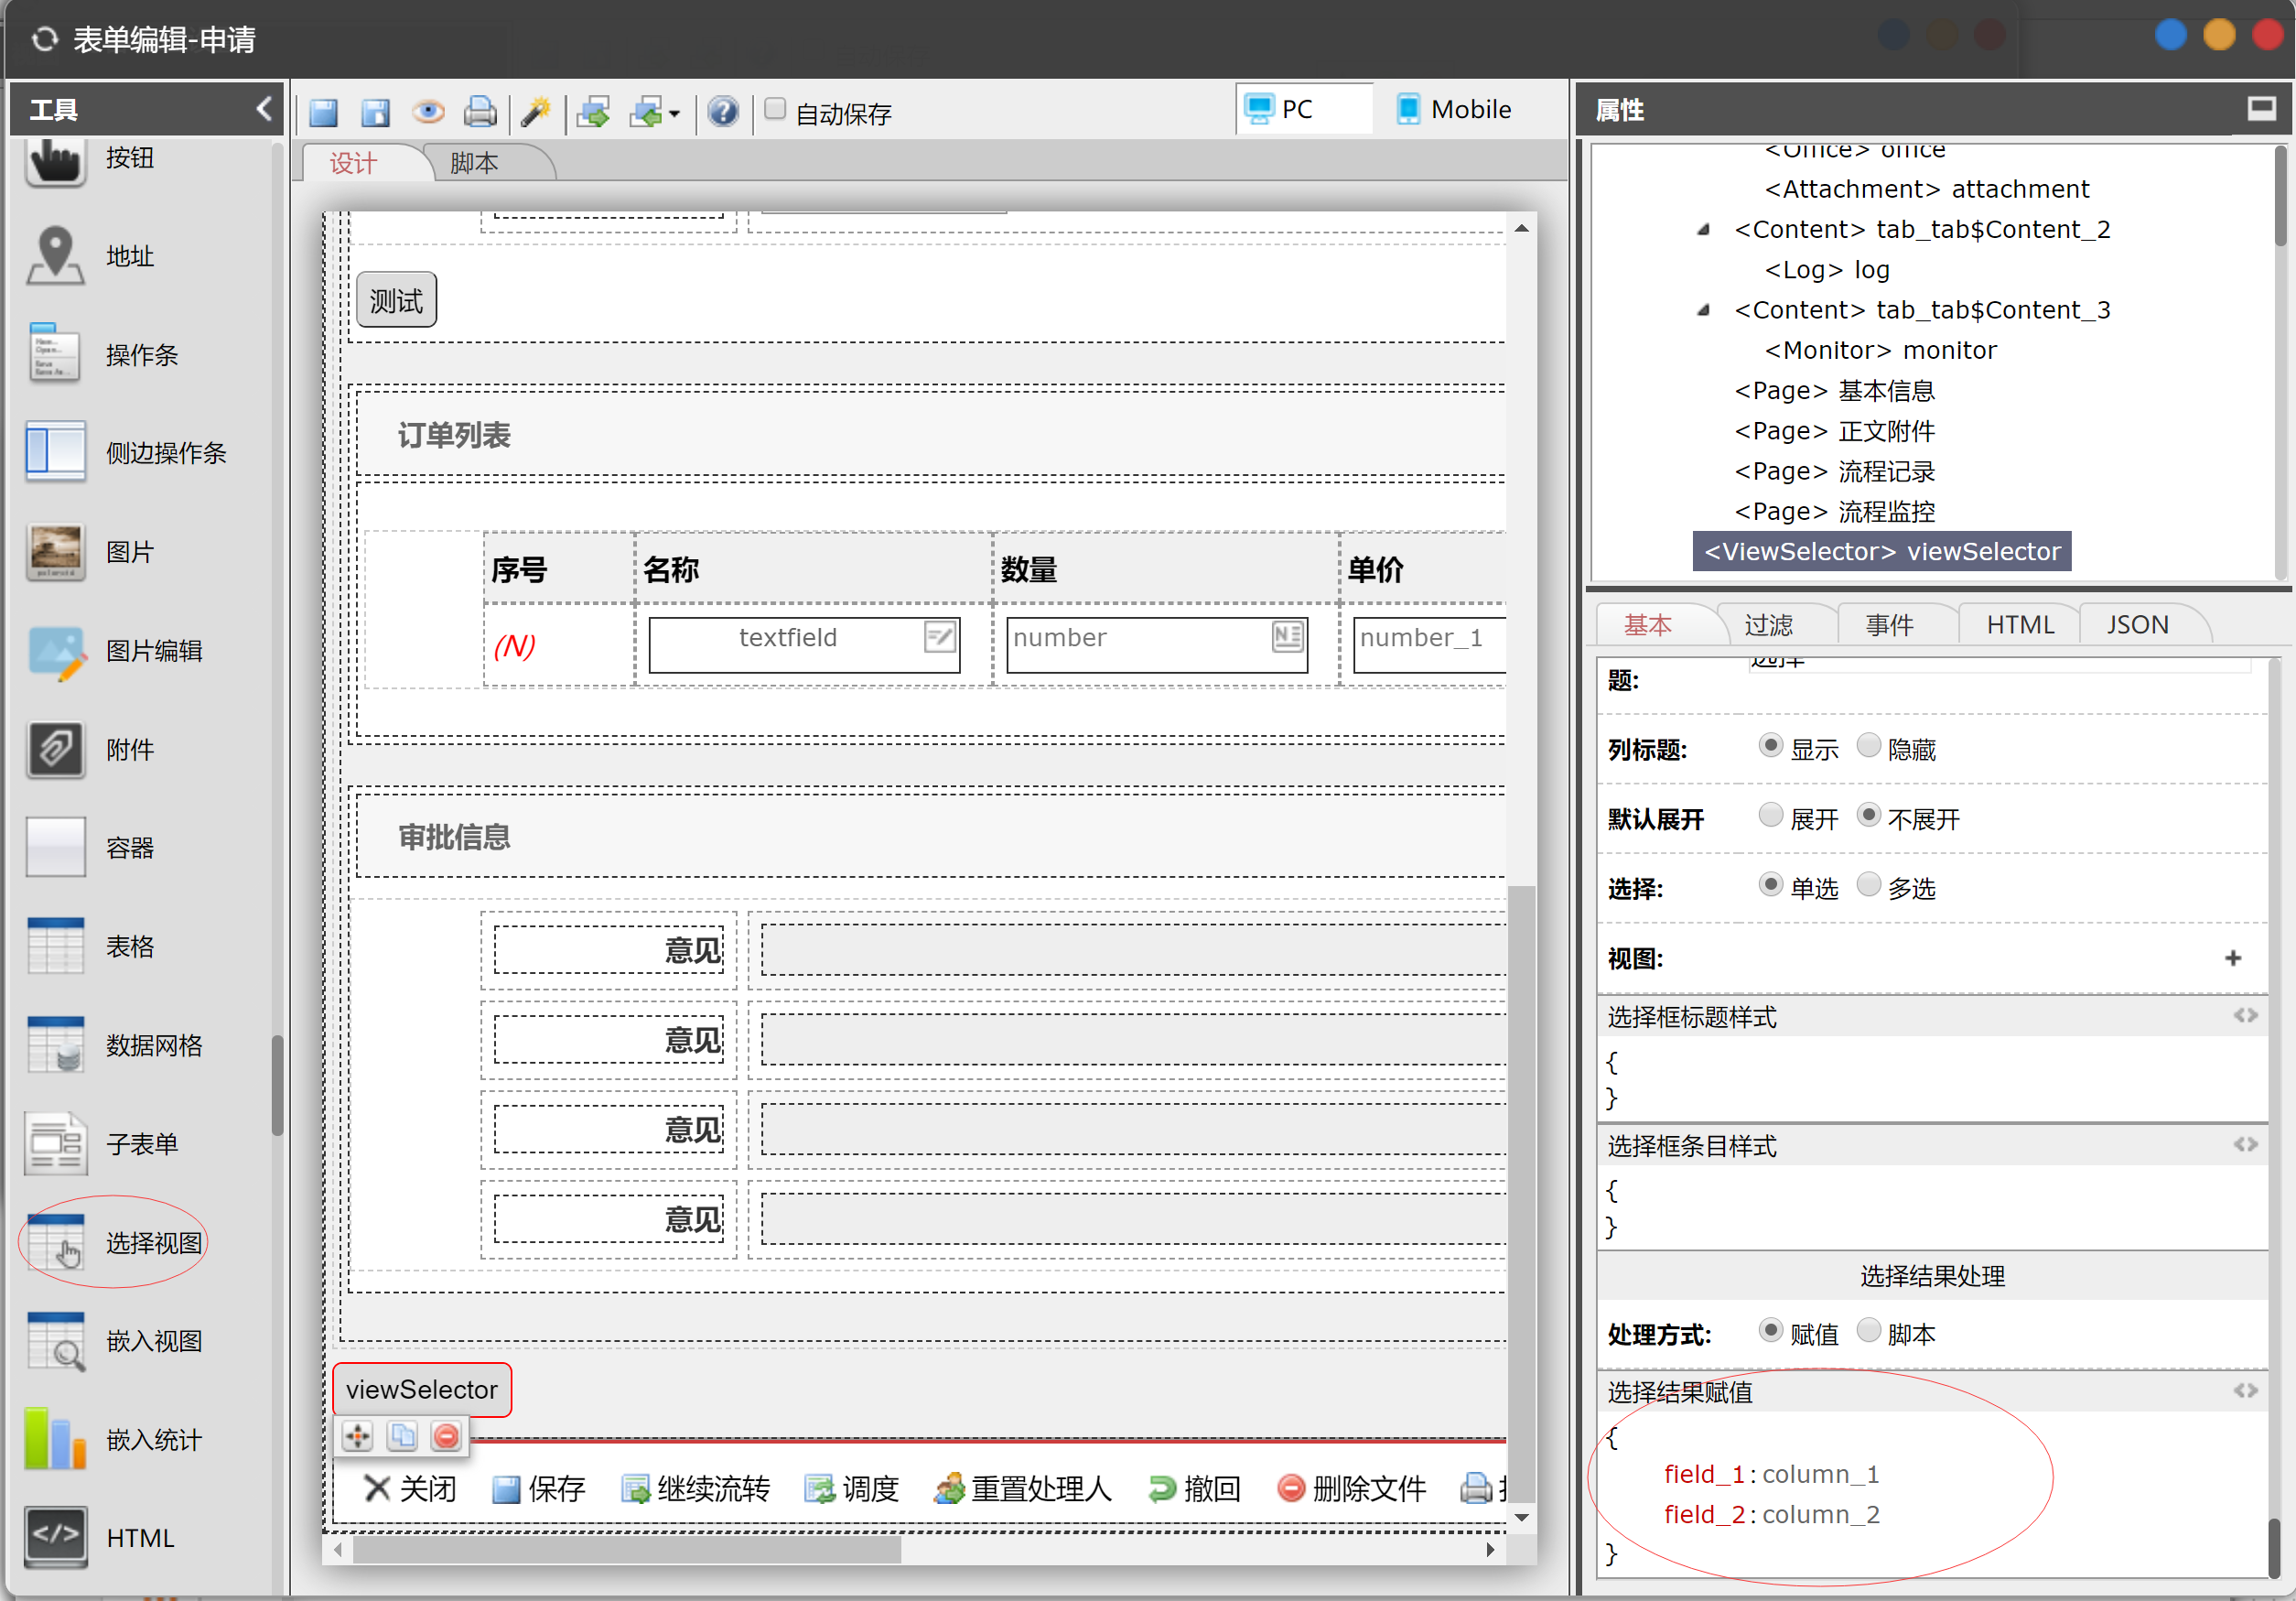 表单编辑-申请
工具
按钮
地址
操作条
侧边操作条
图片
图片编辑
附件
容器
表格
数据网格
子表单
选择视图
嵌入视图
嵌入统计
HTML
自动保存
PC
Mobile
设计
脚本
测试
订单列表
序号 名称 数量 单价
(N) textfield number number_1
审批信息
意见
意见
意见
意见
viewSelector
关闭 保存 继续流转 调度 重置处理人 撤回 删除文件
属性
<Office> office
<Attachment> attachment
<Content> tab_tab$Content_2
<Log> log
<Content> tab_tab$Content_3
<Monitor> monitor
<Page> 基本信息
<Page> 正文附件
<Page> 流程记录
<Page> 流程监控
<ViewSelector> viewSelector
基本 过滤 事件 HTML JSON
题: 选择
列标题: 显示 隐藏
默认展开 展开 不展开
选择: 单选 多选
视图: +
选择框标题样式 <>
{
}
选择框条目样式 <>
{
}
选择结果处理
处理方式: 赋值 脚本
选择结果赋值 <>
{
field_1:column_1
field_2:column_2
}